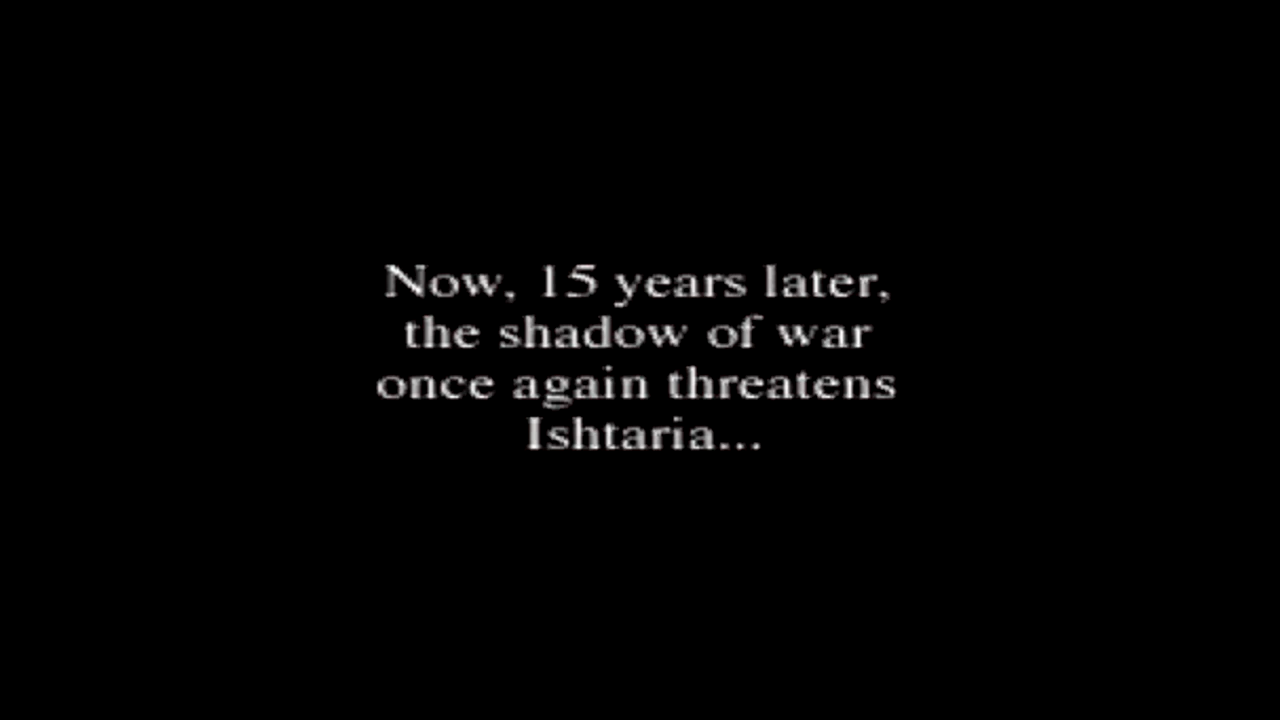 Now, 15 years later,
the shadow of war
once again threatens
Ishtaria...